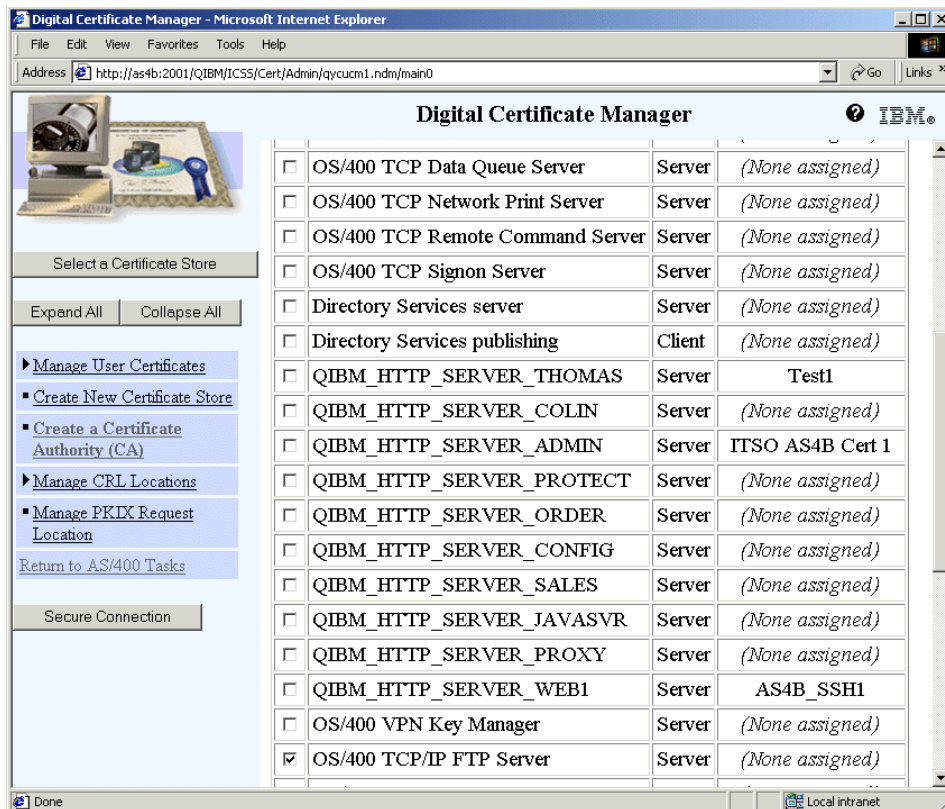 Digital Certificate Manager - Microsoft Internet Explorer
File Edit View Favorites Tools Help
Address http://as4b:2001/QIBM/ICSS/Cert/Admin/qycucm1.ndm/main0 Go Links »
Digital Certificate Manager
IBM®
Select a Certificate Store
Expand All Collapse All
Manage User Certificates
Create New Certificate Store
Create a Certificate
Authority (CA)
Manage CRL Locations
Manage PKIX Request
Location
Return to AS/400 Tasks
Secure Connection
OS/400 TCP Data Queue Server Server (None assigned)
OS/400 TCP Network Print Server Server (None assigned)
OS/400 TCP Remote Command Server Server (None assigned)
OS/400 TCP Signon Server Server (None assigned)
Directory Services server Server (None assigned)
Directory Services publishing Client (None assigned)
QIBM_HTTP_SERVER_THOMAS Server Test1
QIBM_HTTP_SERVER_COLIN Server (None assigned)
QIBM_HTTP_SERVER_ADMIN Server ITSO AS4B Cert 1
QIBM_HTTP_SERVER_PROTECT Server (None assigned)
QIBM_HTTP_SERVER_ORDER Server (None assigned)
QIBM_HTTP_SERVER_CONFIG Server (None assigned)
QIBM_HTTP_SERVER_SALES Server (None assigned)
QIBM_HTTP_SERVER_JAVASVR Server (None assigned)
QIBM_HTTP_SERVER_PROXY Server (None assigned)
QIBM_HTTP_SERVER_WEB1 Server AS4B_SSH1
OS/400 VPN Key Manager Server (None assigned)
OS/400 TCP/IP FTP Server Server (None assigned)
Done Local intranet